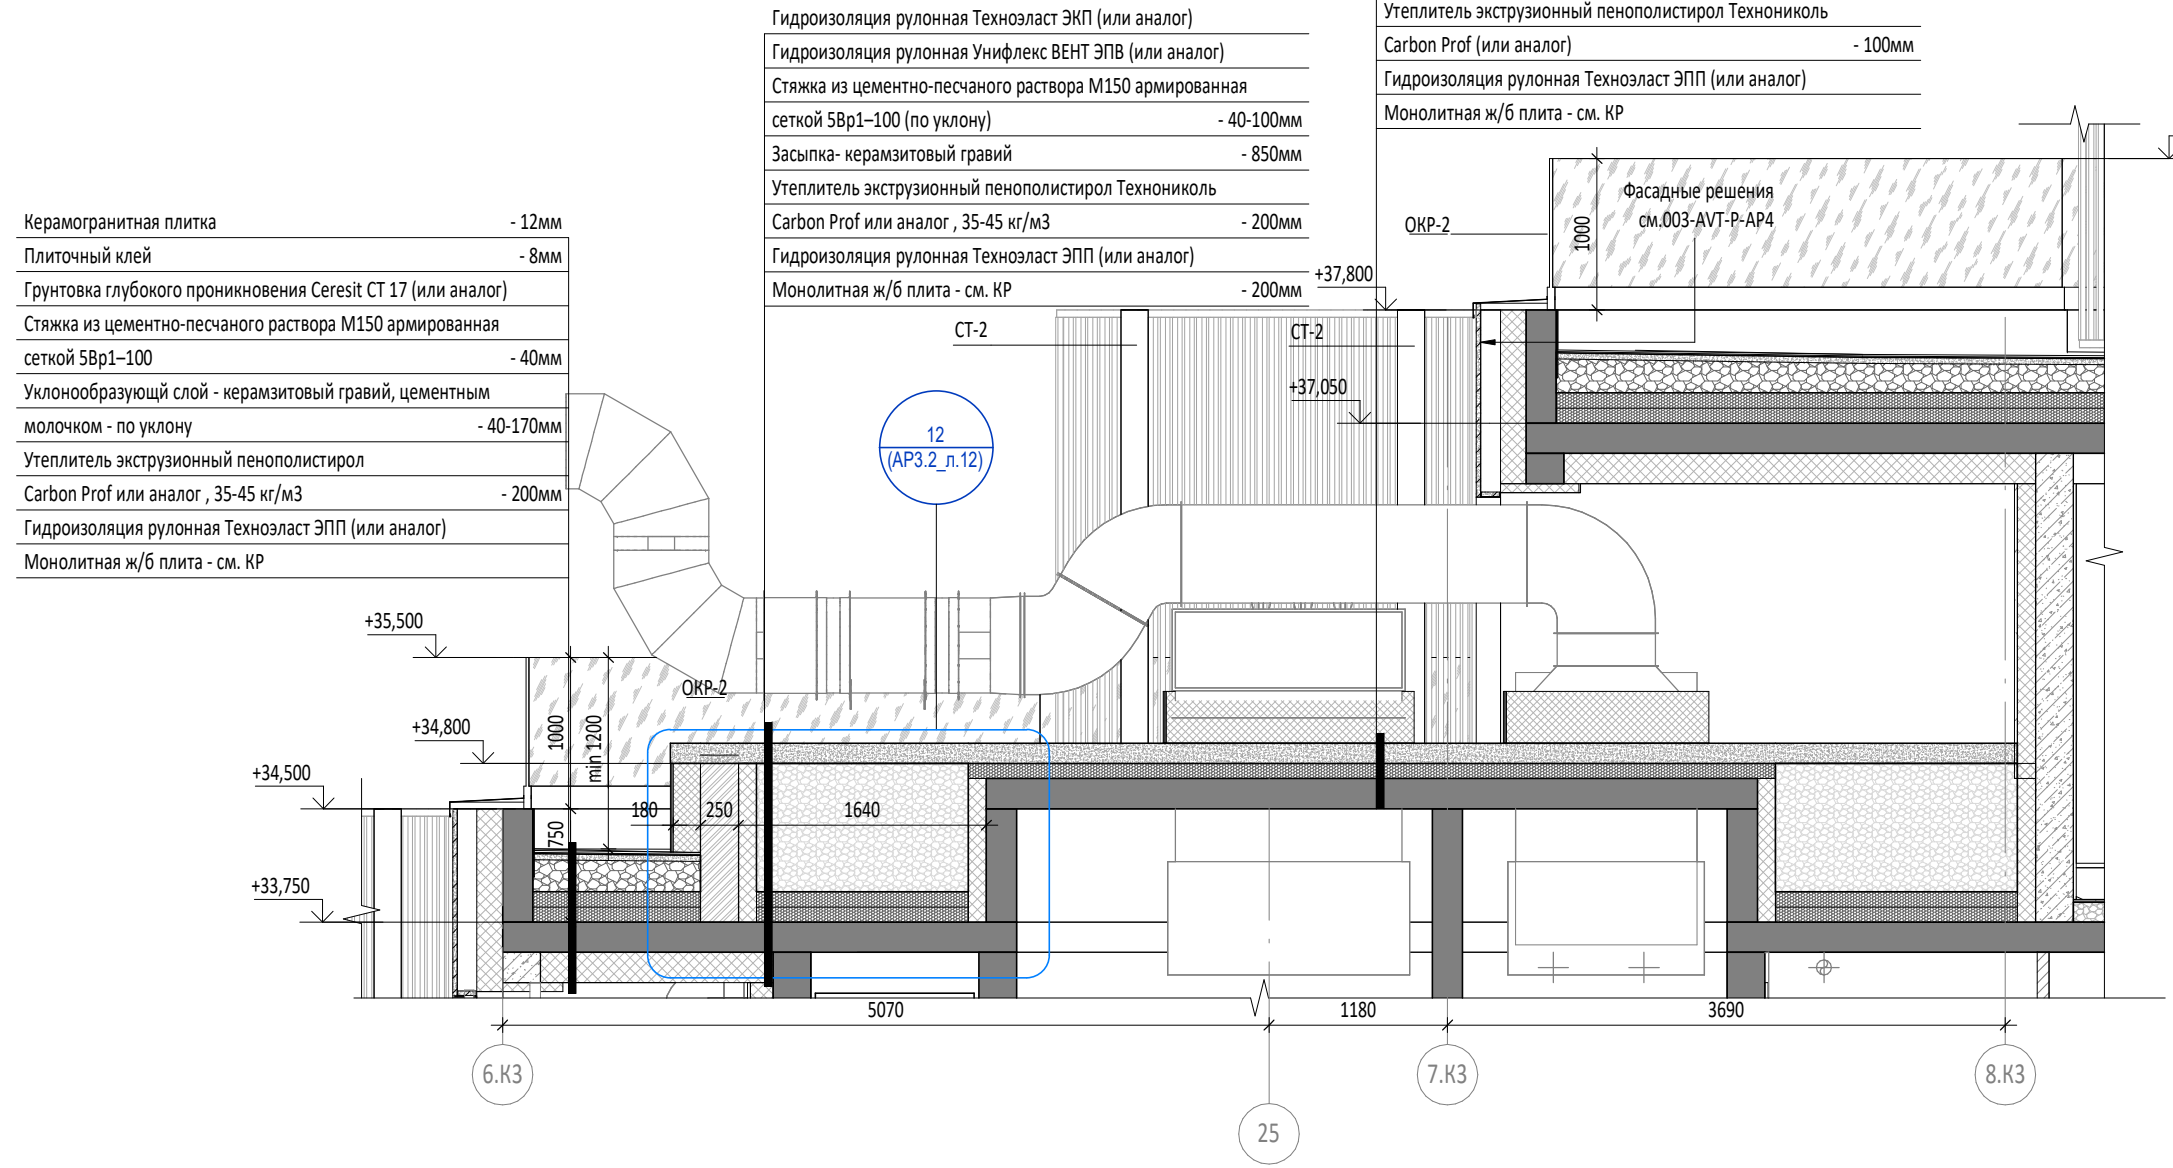 Гидроизоляция рулонная Техноэласт ЭКП (или аналог)
Гидроизоляция рулонная Унифлекс ВЕНТ ЭПВ (или аналог)
Стяжка из цементно-песчаного раствора М150 армированная
сеткой 5Вр1–100 (по уклону) - 40-100мм
Засыпка- керамзитовый гравий - 850мм
Утеплитель экструзионный пенополистирол Технониколь
Carbon Prof или аналог , 35-45 кг/м3 - 200мм
Гидроизоляция рулонная Техноэласт ЭПП (или аналог)
Монолитная ж/б плита - см. КР - 200мм
Утеплитель экструзионный пенополистирол Технониколь
Carbon Prof (или аналог) - 100мм
Гидроизоляция рулонная Техноэласт ЭПП (или аналог)
Монолитная ж/б плита - см. КР
Керамогранитная плитка - 12мм
Плиточный клей - 8мм
Грунтовка глубокого проникновения Ceresit CT 17 (или аналог)
Стяжка из цементно-песчаного раствора М150 армированная
сеткой 5Вр1–100 - 40мм
Уклонообразующй слой - керамзитовый гравий, цементным
молочком - по уклону - 40-170мм
Утеплитель экструзионный пенополистирол
Carbon Prof или аналог , 35-45 кг/м3 - 200мм
Гидроизоляция рулонная Техноэласт ЭПП (или аналог)
Монолитная ж/б плита - см. КР
Фасадные решения
см.003-AVT-P-AP4
ОКР-2
1000
+37,800
СТ-2
СТ-2
+37,050
12
(АР3.2_л.12)
+35,500
ОКР-2
+34,800
1000
min 1200
+34,500
180
250
1640
750
+33,750
5070
1180
3690
6.К3
7.К3
8.К3
25